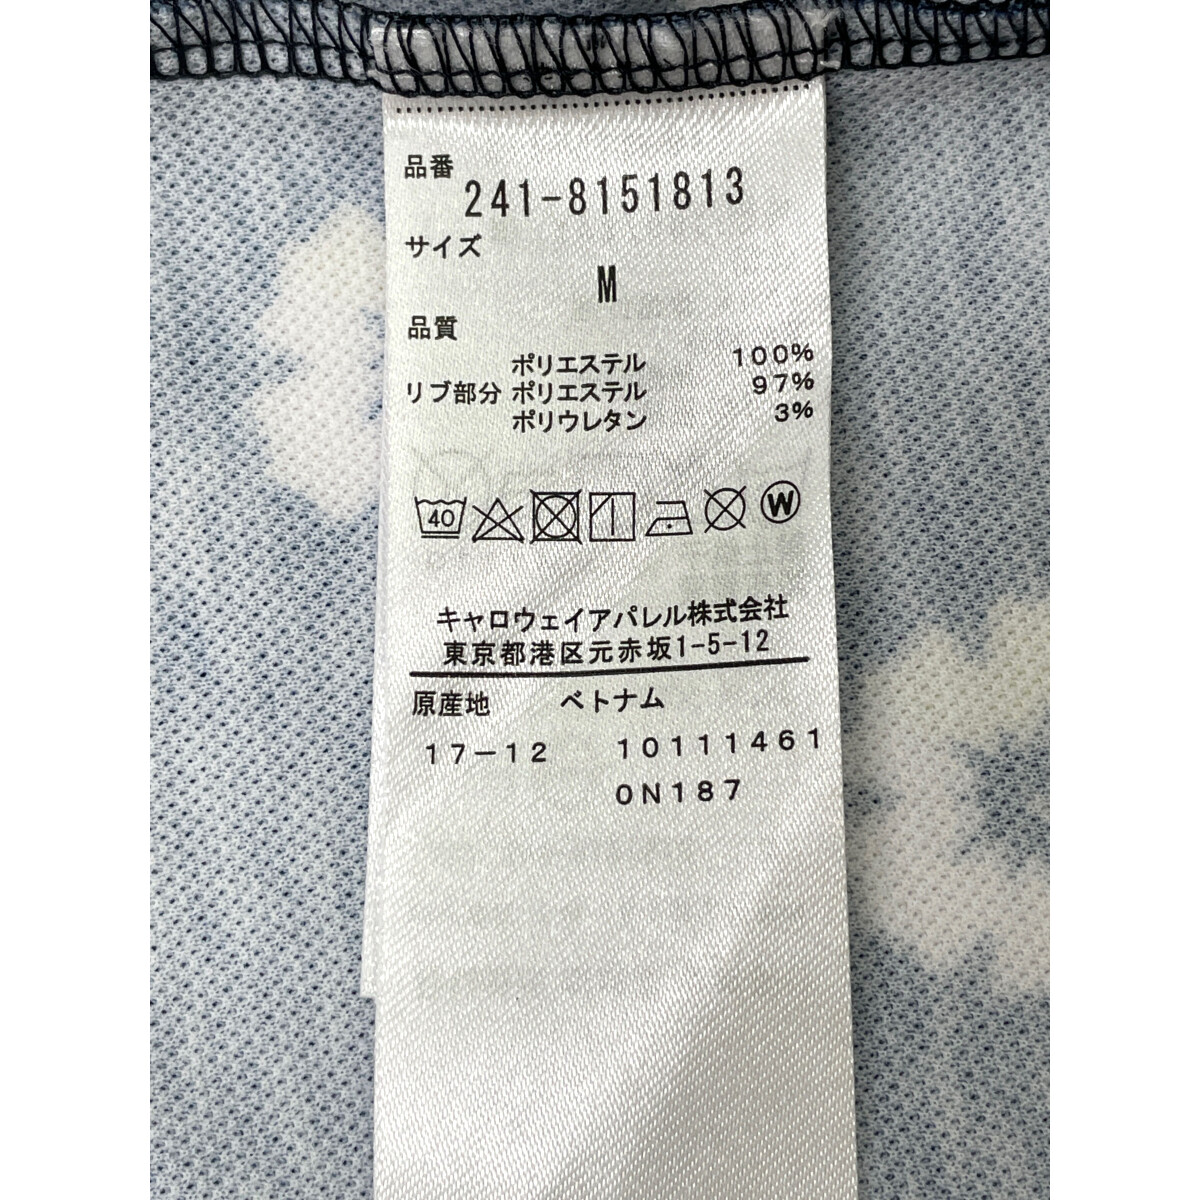 品番
241-8151813
サイズ
M
品質
ポリエステル 100%
リブ部分 ポリエステル 97%
ポリウレタン 3%
40 W
キャロウェイアパレル株式会社
東京都港区元赤坂1-5-12
原産地 ベトナム
17-12 10111461
0N187